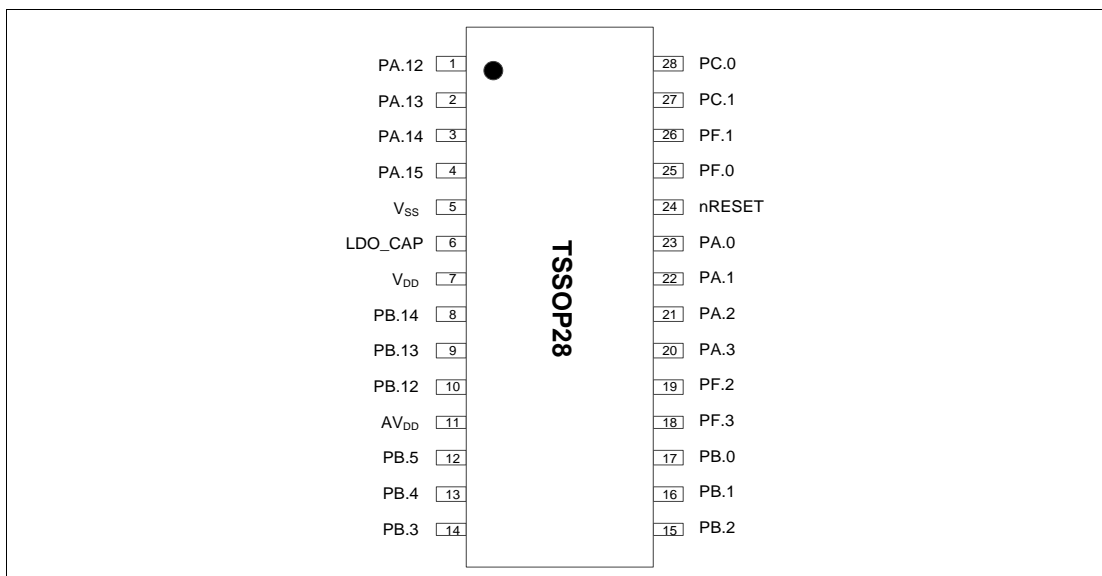 PA.12 1 28 PC.0
PA.13 2 27 PC.1
PA.14 3 26 PF.1
PA.15 4 25 PF.0
VSS 5 24 nRESET
LDO_CAP 6 23 PA.0
VDD 7 22 PA.1
PB.14 8 21 PA.2
PB.13 9 20 PA.3
PB.12 10 19 PF.2
AVDD 11 18 PF.3
PB.5 12 17 PB.0
PB.4 13 16 PB.1
PB.3 14 15 PB.2
TSSOP28